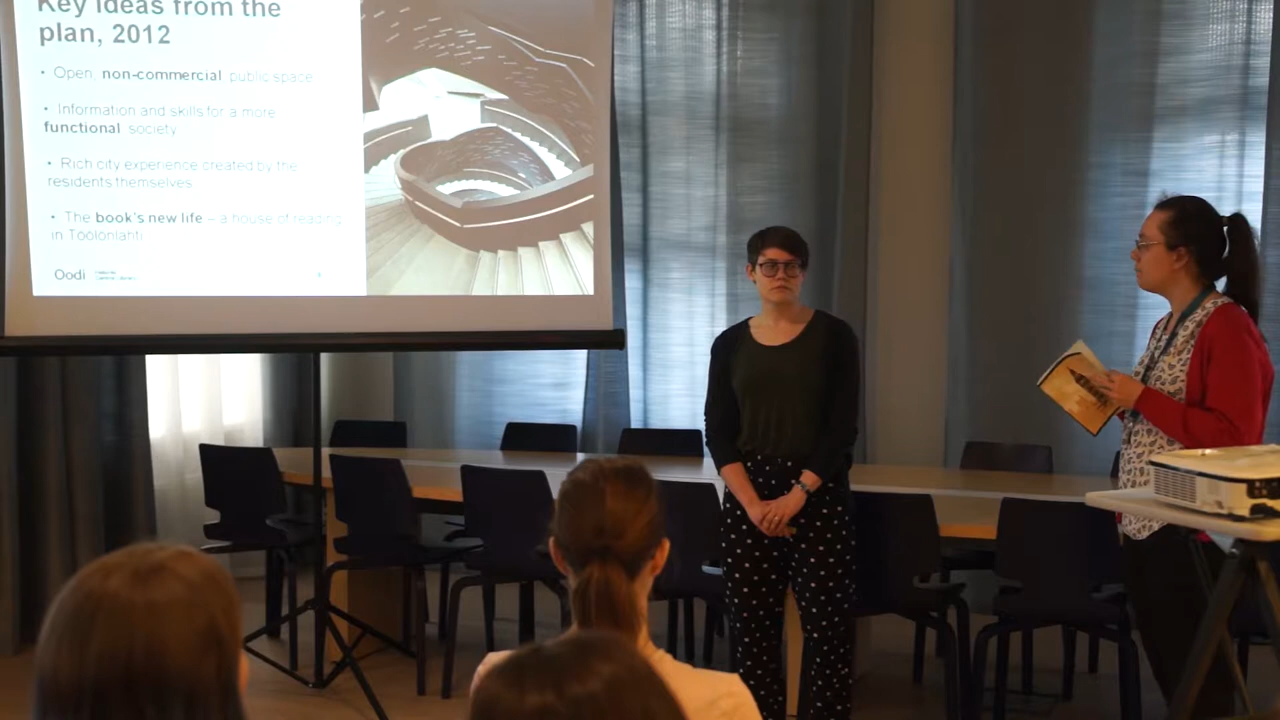 Key ideas from the
plan, 2012
• Open, non-commercial public space
• Information and skills for a more
functional society
• Rich city experience created by the
residents themselves
• The book's new life – a house of reading
in Töölönlahti
Oodi